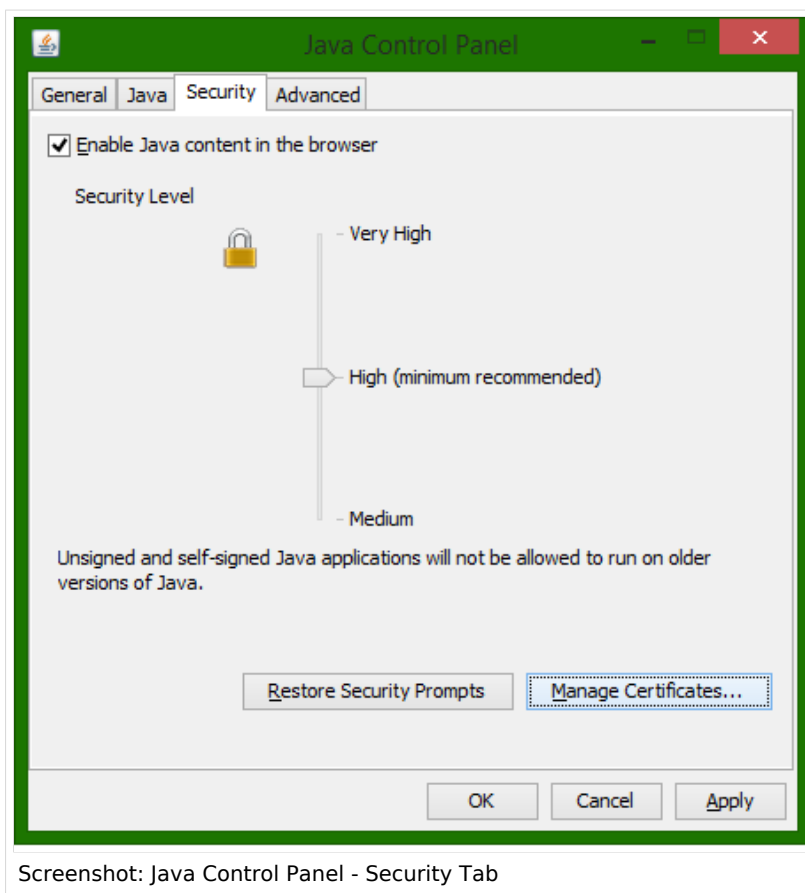 Java Control Panel
General Java Security Advanced
Enable Java content in the browser
Security Level
- Very High
- High (minimum recommended)
- Medium
Unsigned and self-signed Java applications will not be allowed to run on older
versions of Java.
Restore Security Prompts Manage Certificates...
OK Cancel Apply
Screenshot: Java Control Panel - Security Tab